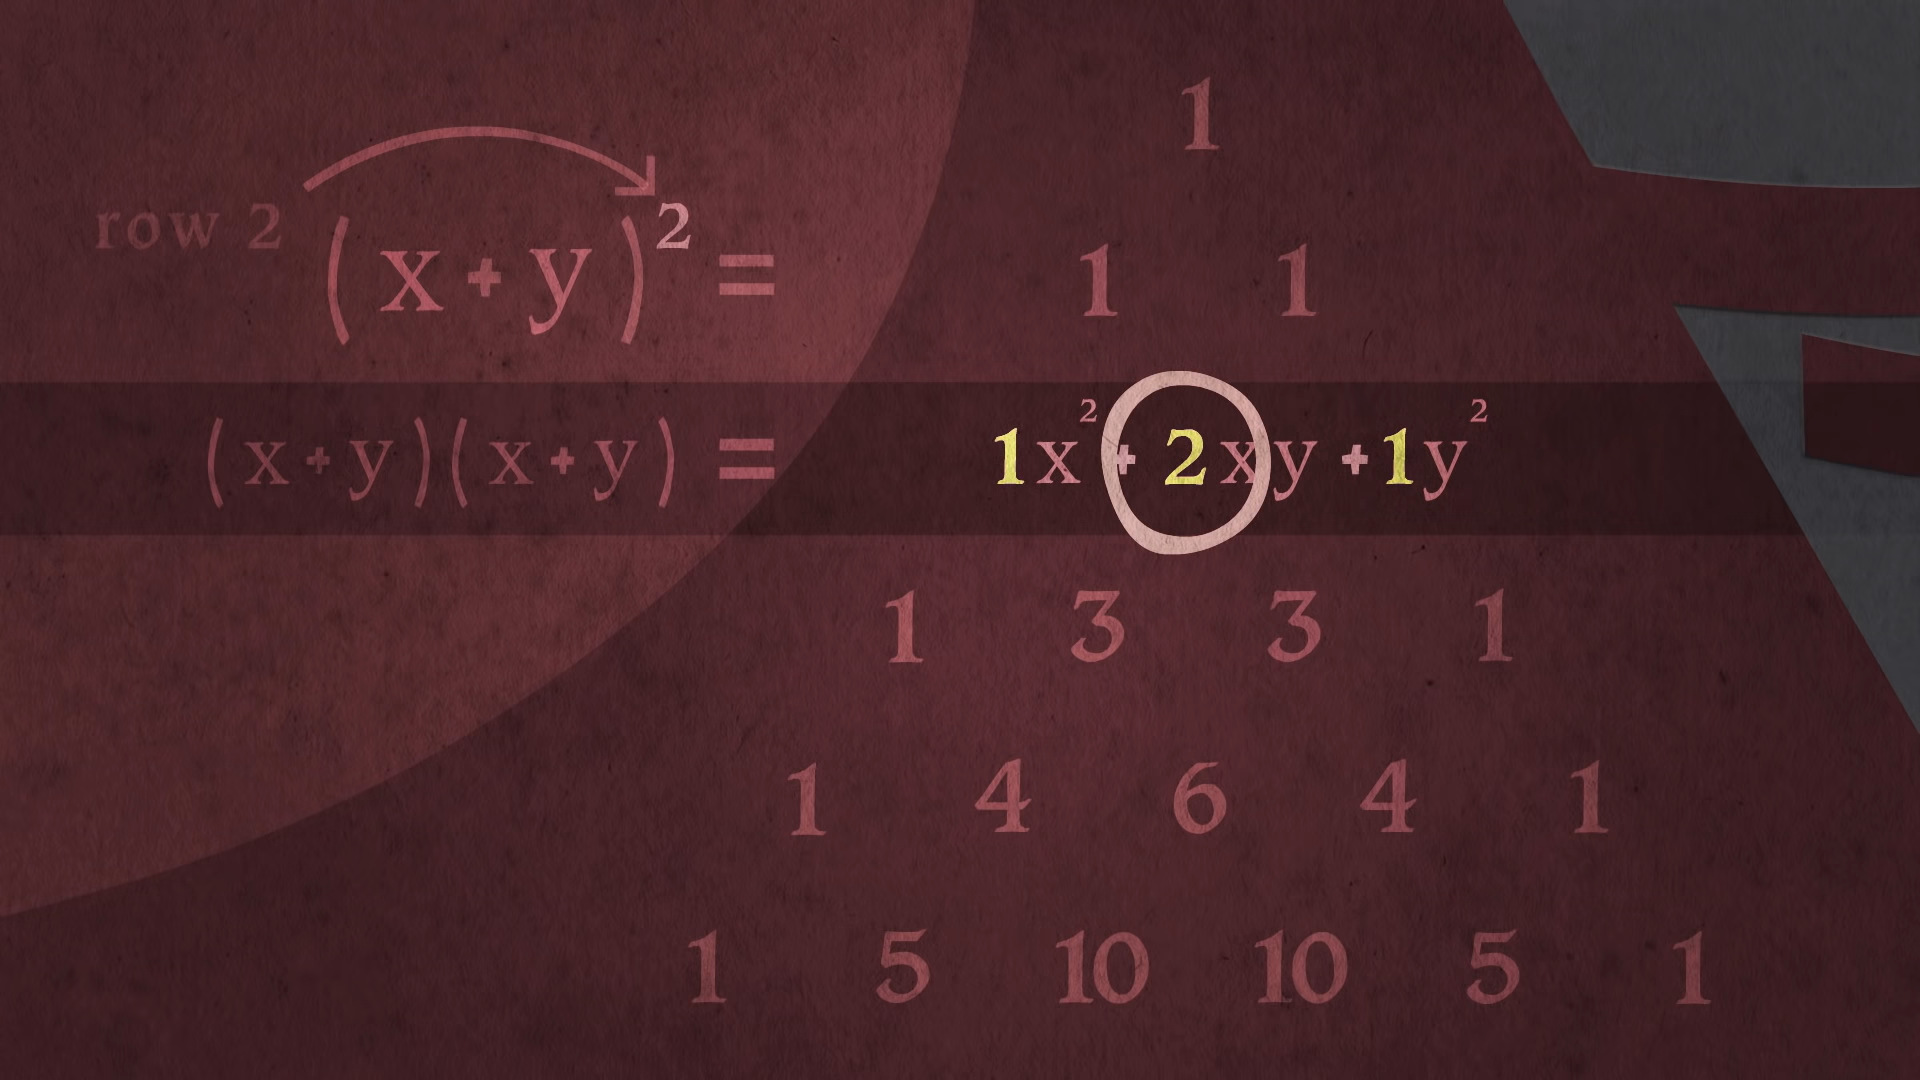 1
row 2 (x + y)² =
1 1
(x + y)(x + y) = 1x² + 2xy + 1y²
1 3 3 1
1 4 6 4 1
1 5 10 10 5 1